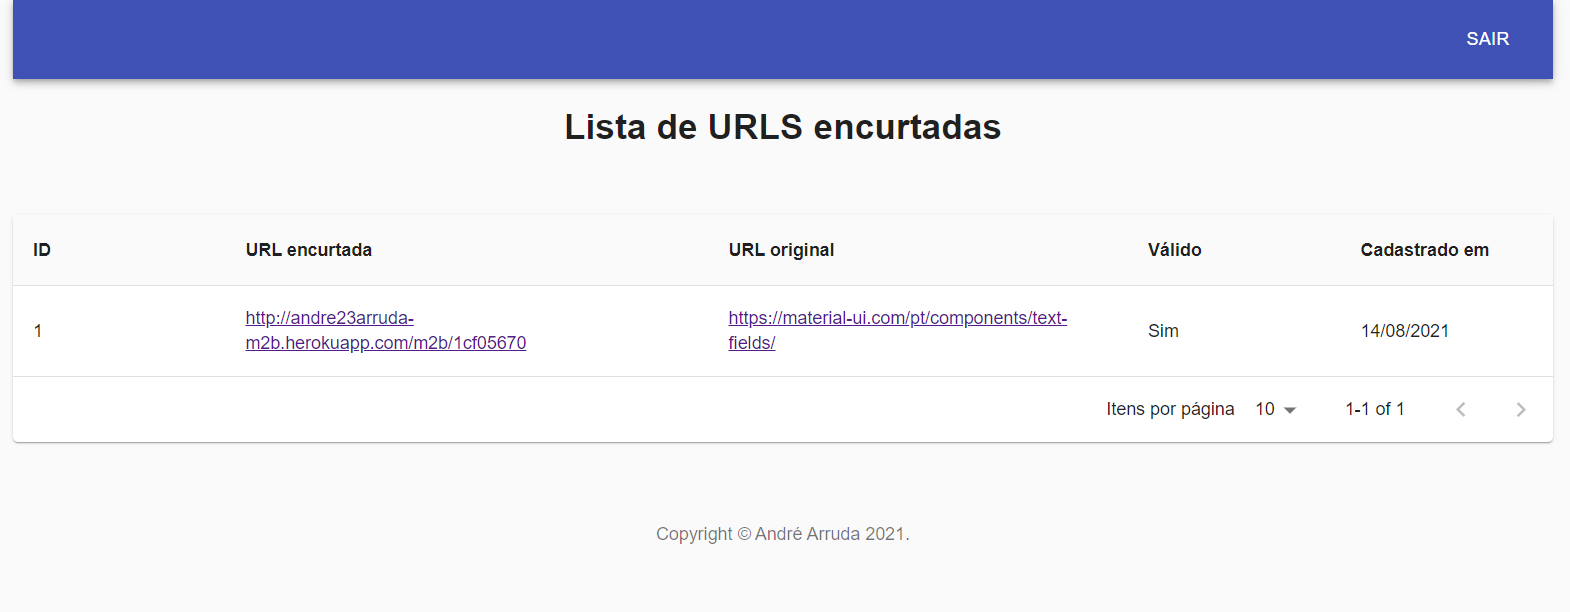 SAIR
Lista de URLS encurtadas
ID URL encurtada URL original Válido Cadastrado em
1 http://andre23arruda- https://material-ui.com/pt/components/text- Sim 14/08/2021
m2b.herokuapp.com/m2b/1cf05670 fields/
Itens por página 10 1-1 of 1
Copyright © André Arruda 2021.